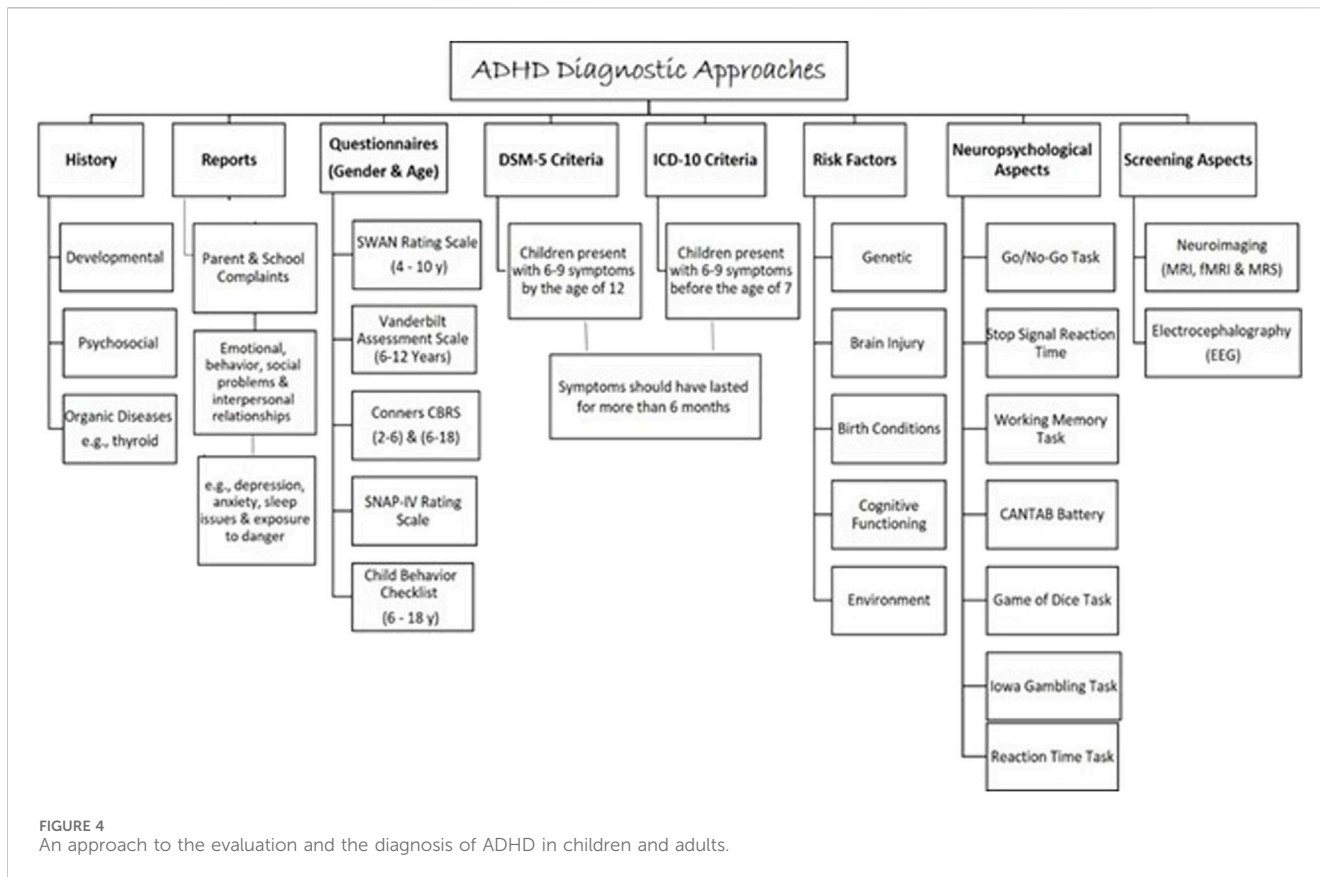 ADHD Diagnostic Approaches
History
Developmental
Psychosocial
Organic Diseases
e.g., thyroid
Reports
Parent & School
Complaints
Emotional,
behavior, social
problems &
interpersonal
relationships
e.g., depression,
anxiety, sleep
issues & exposure
to danger
Questionnaires
(Gender & Age)
SWAN Rating Scale
(4 - 10 y)
Vanderbilt
Assessment Scale
(6-12 Years)
Conners CBRS
(2-6) & (6-18)
SNAP-IV Rating
Scale
Child Behavior
Checklist
(6 - 18 y)
DSM-5 Criteria
Children present
with 6-9 symptoms
by the age of 12
ICD-10 Criteria
Children present
with 6-9 symptoms
before the age of 7
Symptoms should have lasted
for more than 6 months
Risk Factors
Genetic
Brain Injury
Birth Conditions
Cognitive
Functioning
Environment
Neuropsychological
Aspects
Go/No-Go Task
Stop Signal Reaction
Time
Working Memory
Task
CANTAB Battery
Game of Dice Task
Iowa Gambling Task
Reaction Time Task
Screening Aspects
Neuroimaging
(MRI, fMRI & MRS)
Electrocephalography
(EEG)
FIGURE 4
An approach to the evaluation and the diagnosis of ADHD in children and adults.